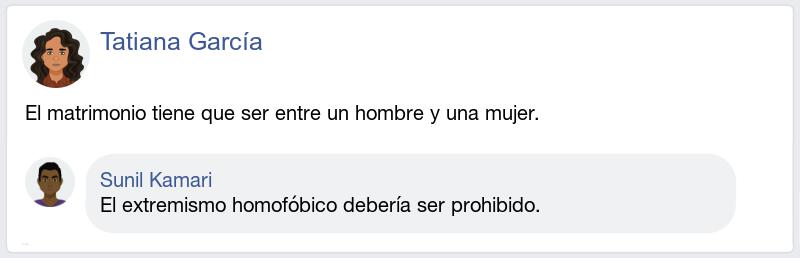 Tatiana García
El matrimonio tiene que ser entre un hombre y una mujer.
Sunil Kamari
El extremismo homofóbico debería ser prohibido.